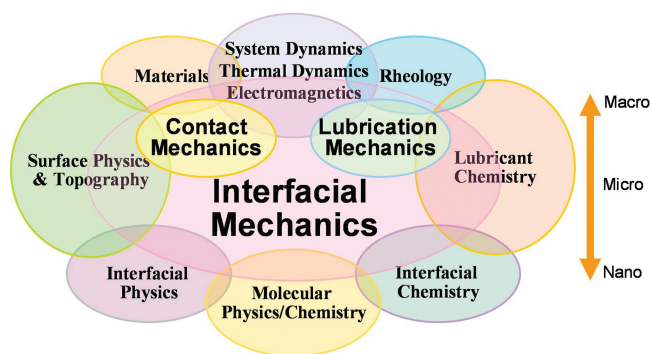 System Dynamics
Thermal Dynamics
Electromagnetics
Materials
Rheology
Contact
Mechanics
Lubrication
Mechanics
Surface Physics
& Topography
Lubricant
Chemistry
Interfacial
Mechanics
Interfacial
Physics
Molecular
Physics/Chemistry
Interfacial
Chemistry
Macro
Micro
Nano